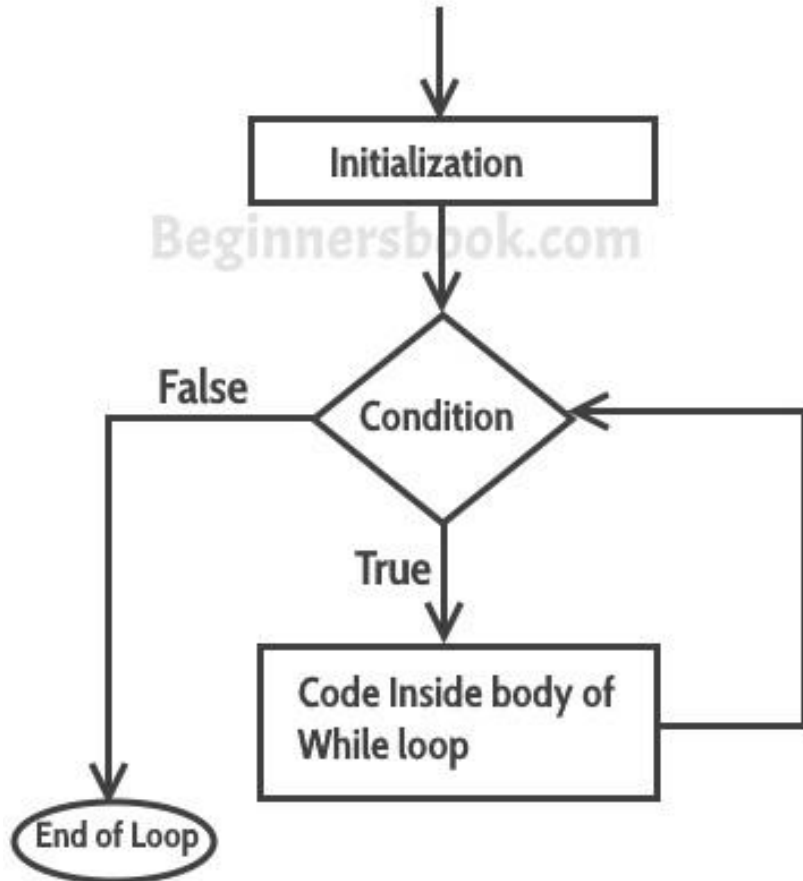 Initialization
Beginnersbook.com
False
Condition
True
Code Inside body of
While loop
End of Loop